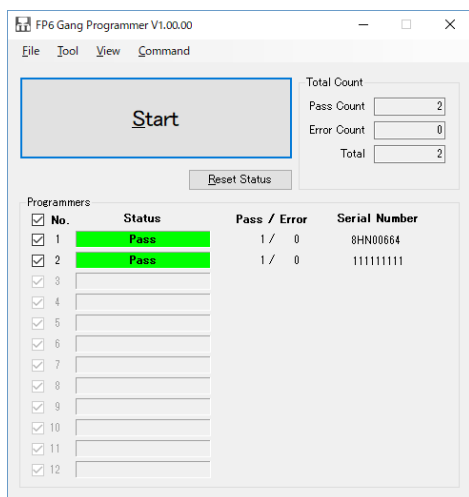 FP6 Gang Programmer V1.00.00
File Tool View Command
Start
Total Count
Pass Count 2
Error Count 0
Total 2
Reset Status
Programmers
No. Status Pass / Error Serial Number
1 Pass 1 / 0 8HN00664
2 Pass 1 / 0 111111111
3
4
5
6
7
8
9
10
11
12